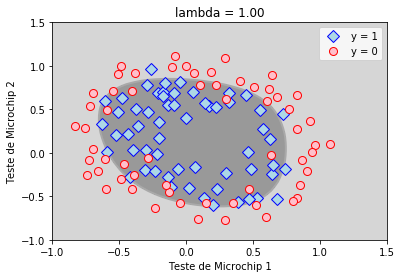 lambda = 1.00
y = 1
y = 0
Teste de Microchip 2
1.5
1.0
0.5
0.0
−0.5
−1.0
−1.0
−0.5
0.0
0.5
1.0
1.5
Teste de Microchip 1